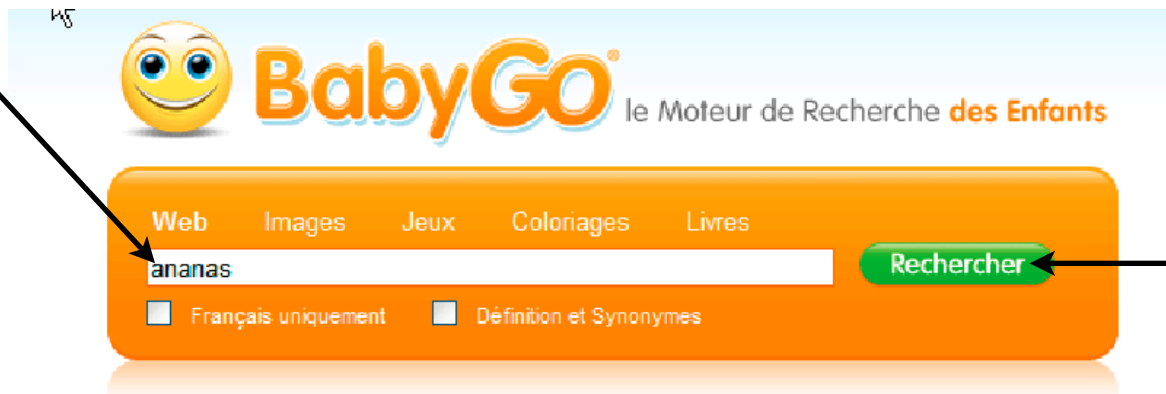 BabyGO® le Moteur de Recherche des Enfants
Web Images Jeux Coloriages Livres
ananas Rechercher
Français uniquement Définition et Synonymes